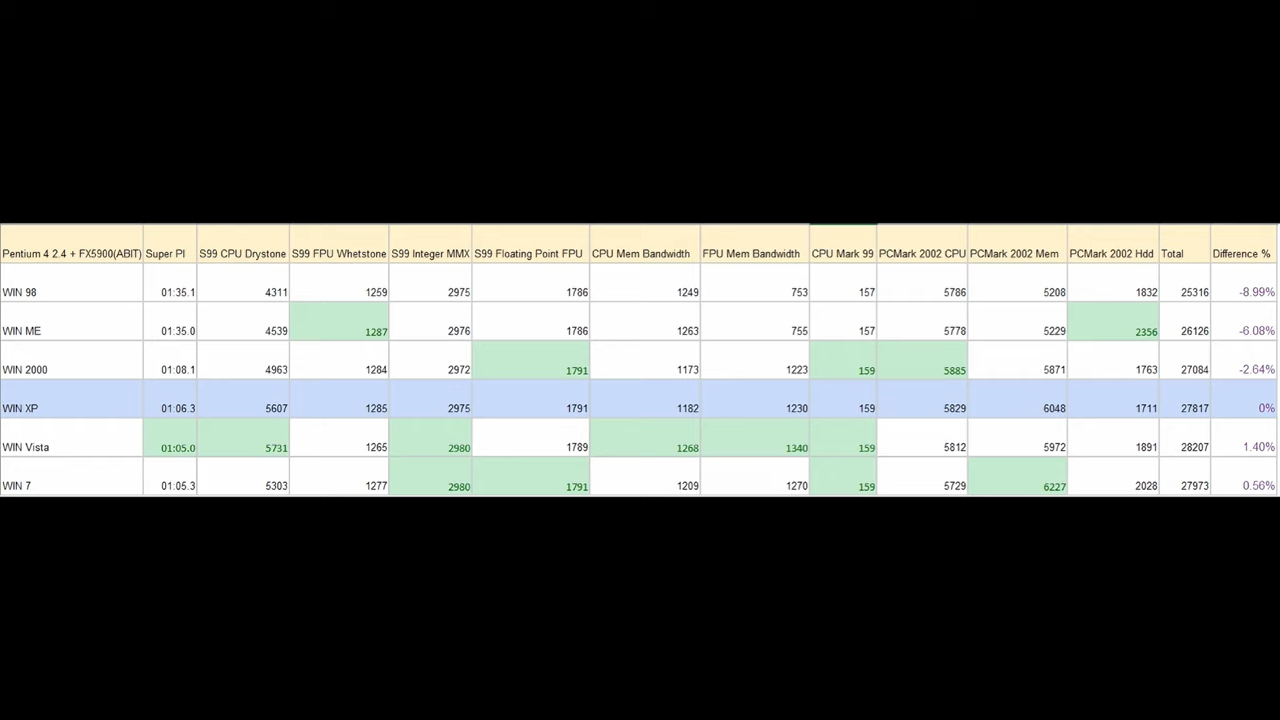 Pentium 4 2.4 + FX5900(ABIT) Super PI S99 CPU Drystone S99 FPU Whetstone S99 Integer MMX S99 Floating Point FPU CPU Mem Bandwidth FPU Mem Bandwidth CPU Mark 99 PCMark 2002 CPU PCMark 2002 Mem PCMark 2002 Hdd Total Difference %
WIN 98 01:35.1 4311 1259 2975 1786 1249 753 157 5786 5208 1832 25316 -8.99%
WIN ME 01:35.0 4539 1287 2976 1786 1263 755 157 5778 5229 2356 26126 -6.08%
WIN 2000 01:08.1 4963 1284 2972 1791 1173 1223 159 5885 5871 1763 27084 -2.64%
WIN XP 01:06.3 5607 1285 2975 1791 1182 1230 159 5829 6048 1711 27817 0%
WIN Vista 01:05.0 5731 1265 2980 1789 1268 1340 159 5812 5972 1891 28207 1.40%
WIN 7 01:05.3 5303 1277 2980 1791 1209 1270 159 5729 6227 2028 27973 0.56%